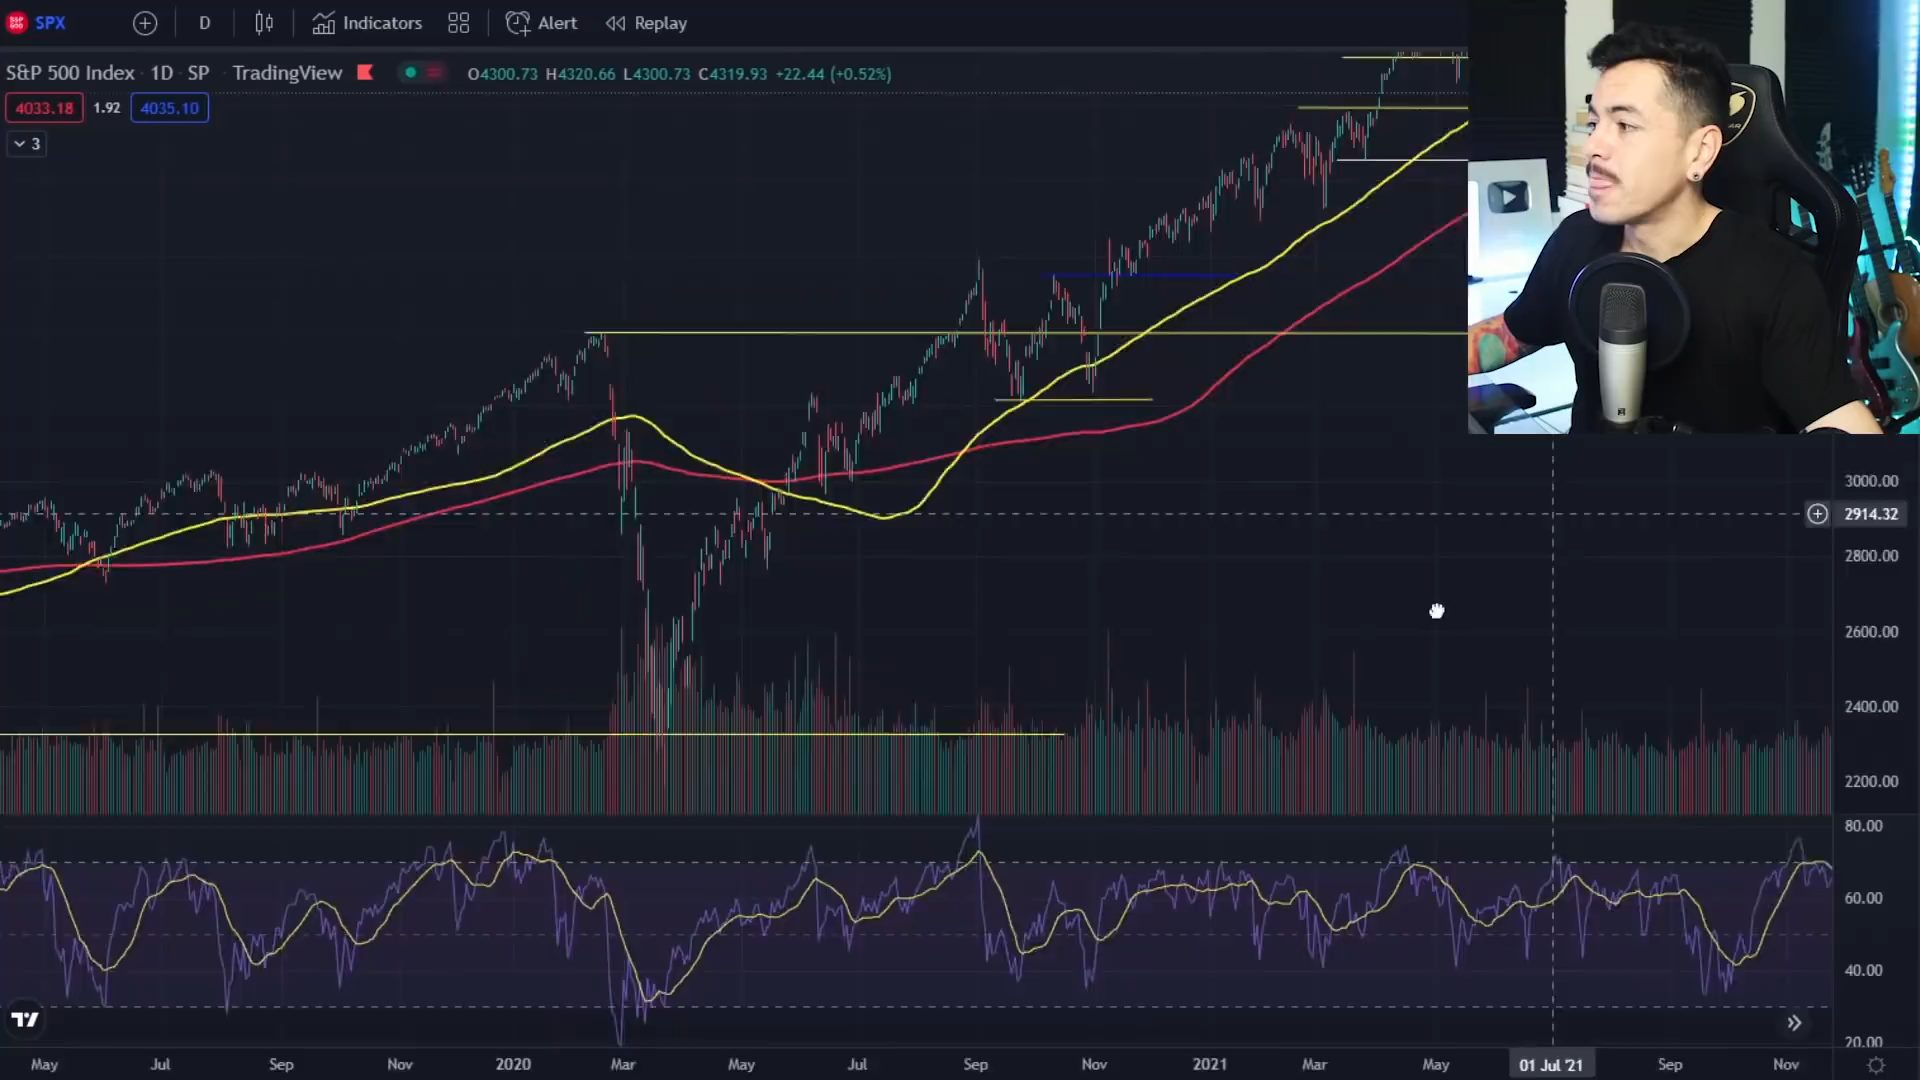 SPX D Indicators Alert Replay
S&P 500 Index · 1D · SP · TradingView O4300.73 H4320.66 L4300.73 C4319.93 +22.44 (+0.52%)
4033.18 1.92 4035.10
3
3000.00
2914.32
2800.00
2600.00
2400.00
2200.00
80.00
60.00
40.00
20.00
May Jul Sep Nov 2020 Mar May Jul Sep Nov 2021 Mar May 01 Jul '21 Sep Nov